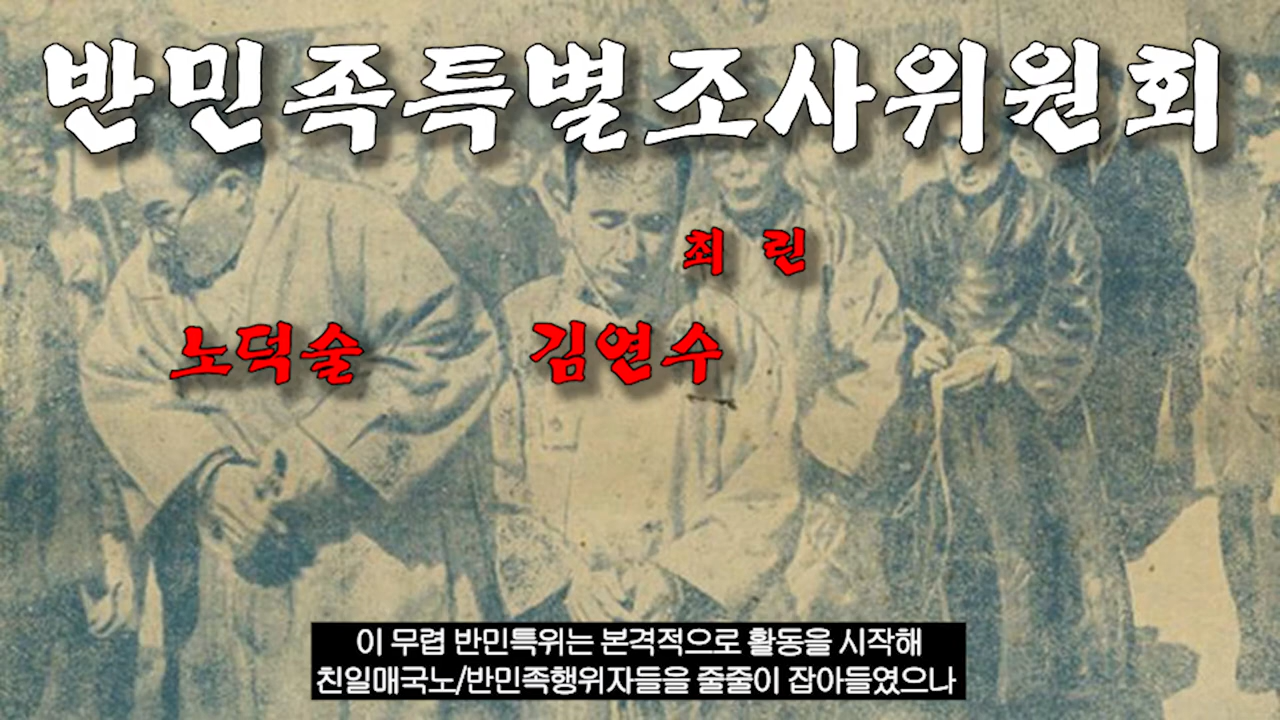 반민족특별조사위원회
최 린
노덕술
김연수
이 무렵 반민특위는 본격적으로 활동을 시작해
친일매국노/반민족행위자들을 줄줄이 잡아들였으나